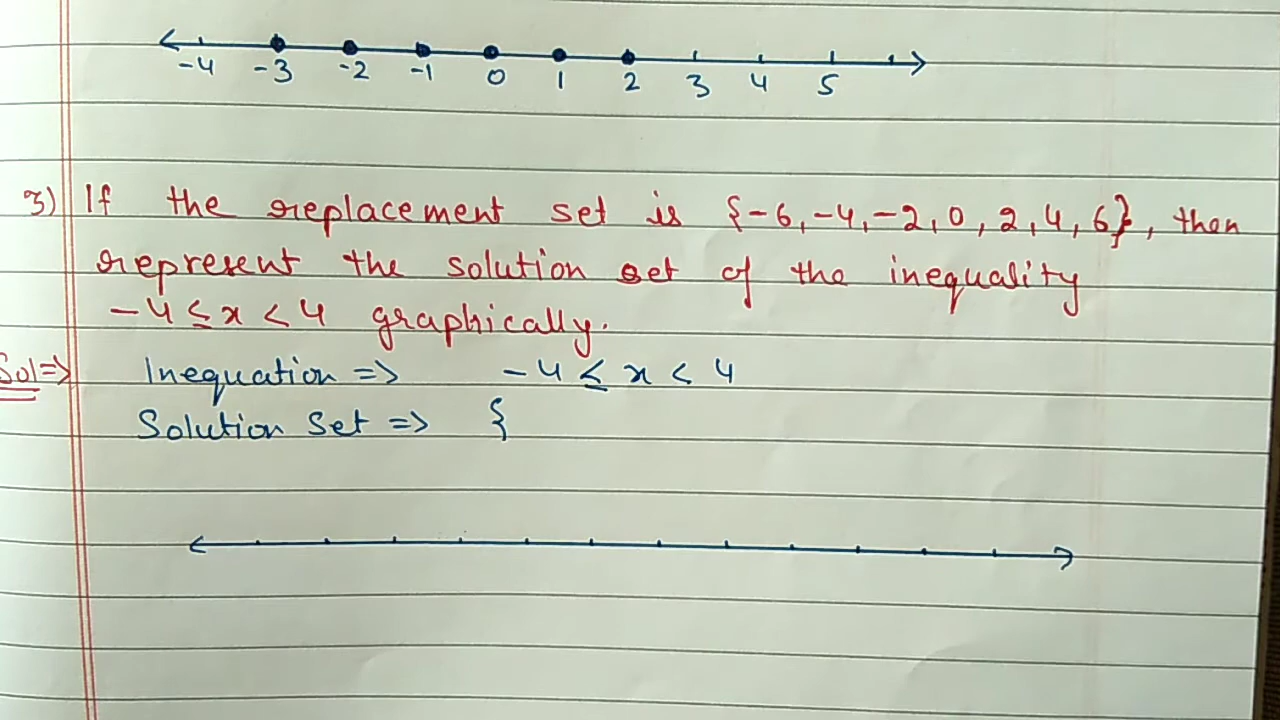 -4 -3 -2 -1 0 1 2 3 4 5
3) If the replacement set is {-6, -4, -2, 0, 2, 4, 6}, then
represent the solution set of the inequality
-4 ≤ x < 4 graphically.
Sol=> Inequation => -4 ≤ x < 4
Solution Set => {